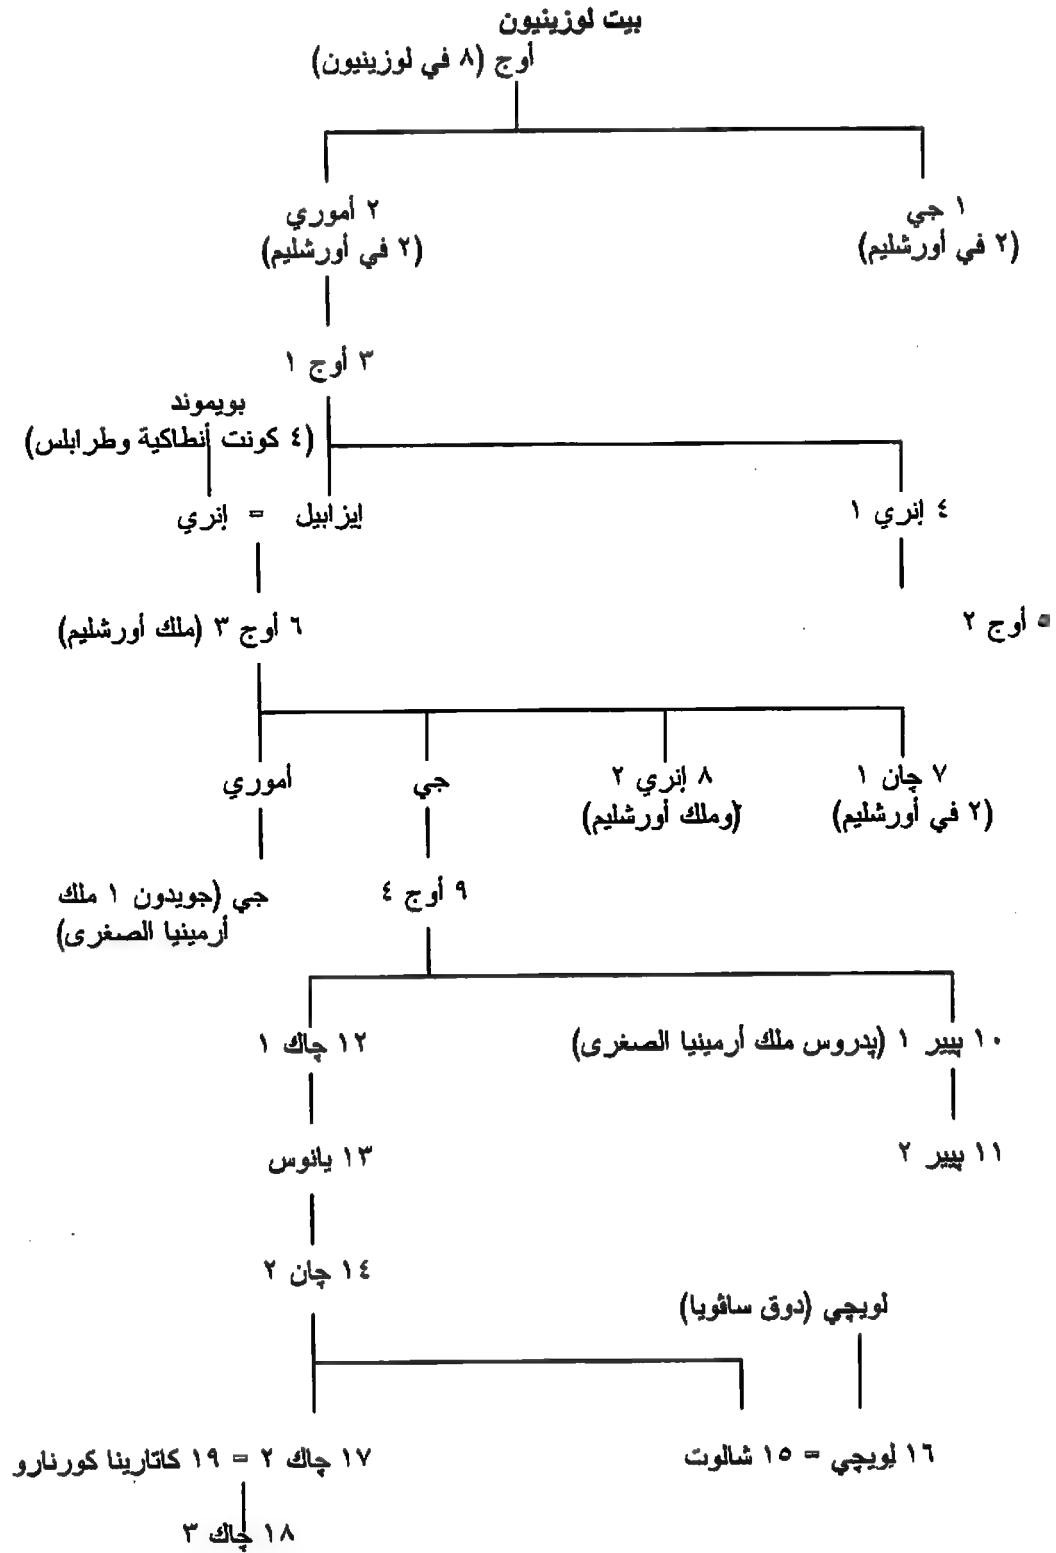 بيت لوزينيون
أوج (٨ في لوزينيون)
١ جي
(٢ في أورشليم)
٢ أموري
(٢ في أورشليم)
٣ أوج ١
بويموند
(٤ كونت أنطاكية وطرابلس)
٤ إنري ١
إيزابيل = إنري
أوج ٢
٦ أوج ٣ (ملك أورشليم)
٧ چان ١
(٢ في أورشليم)
٨ إنري ٢
(وملك أورشليم)
جي
أموري
٩ أوج ٤
جي (جويدون ١ ملك
أرمينيا الصغرى)
١٠ پيير ١ (پدروس ملك أرمينيا الصغرى)
١٢ چاك ١
١١ پيير ٢
١٣ يانوس
١٤ چان ٢
لويچي (دوق ساڤويا)
١٦ لويچي = ١٥ شالوت
١٧ چاك ٢ = ١٩ كاتارينا كورنارو
١٨ چاك ٣